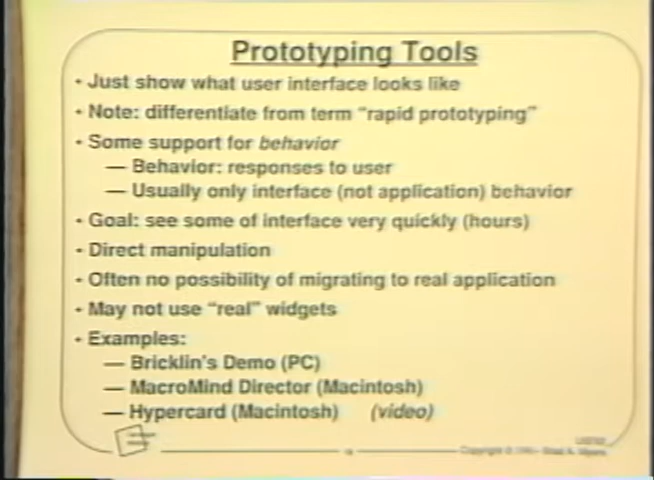 Prototyping Tools
• Just show what user interface looks like
• Note: differentiate from term "rapid prototyping"
• Some support for behavior
— Behavior: responses to user
— Usually only interface (not application) behavior
• Goal: see some of interface very quickly (hours)
• Direct manipulation
• Often no possibility of migrating to real application
• May not use "real" widgets
• Examples:
— Bricklin's Demo (PC)
— MacroMind Director (Macintosh)
— Hypercard (Macintosh) (video)
Copyright © Brad A. Myers